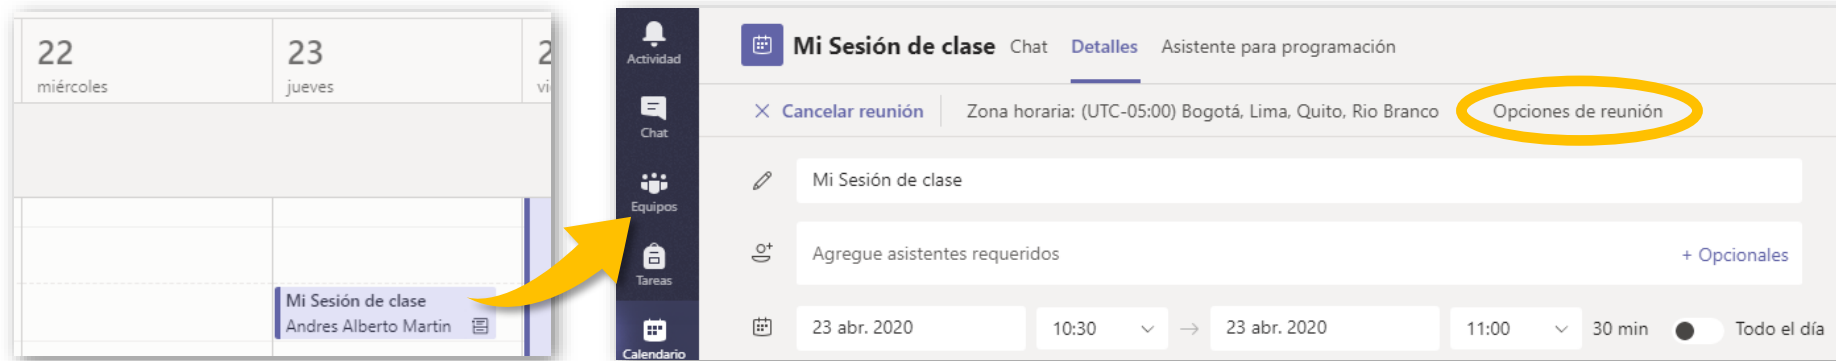 22
miércoles
23
jueves
2
vi
Mi Sesión de clase
Andres Alberto Martin
Actividad
Chat
Equipos
Tareas
Calendario
Mi Sesión de clase Chat Detalles Asistente para programación
Cancelar reunión Zona horaria: (UTC-05:00) Bogotá, Lima, Quito, Rio Branco Opciones de reunión
Mi Sesión de clase
Agregue asistentes requeridos + Opcionales
23 abr. 2020 10:30 → 23 abr. 2020 11:00 30 min Todo el día